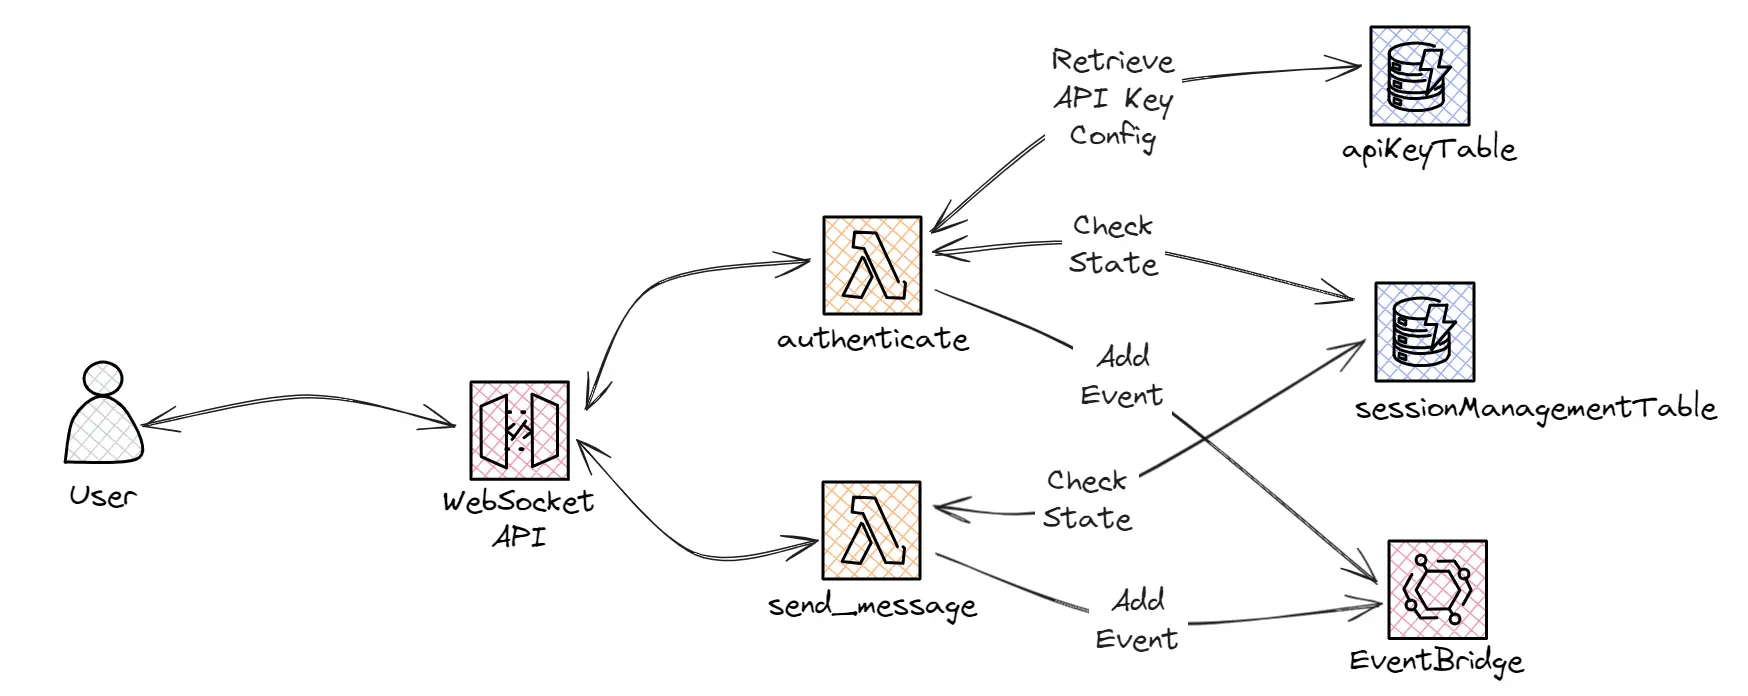 Retrieve
API Key
Config
apiKeyTable
Check
State
authenticate
Add
Event
sessionManagementTable
User
WebSocket
API
Check
State
send_message
Add
Event
EventBridge